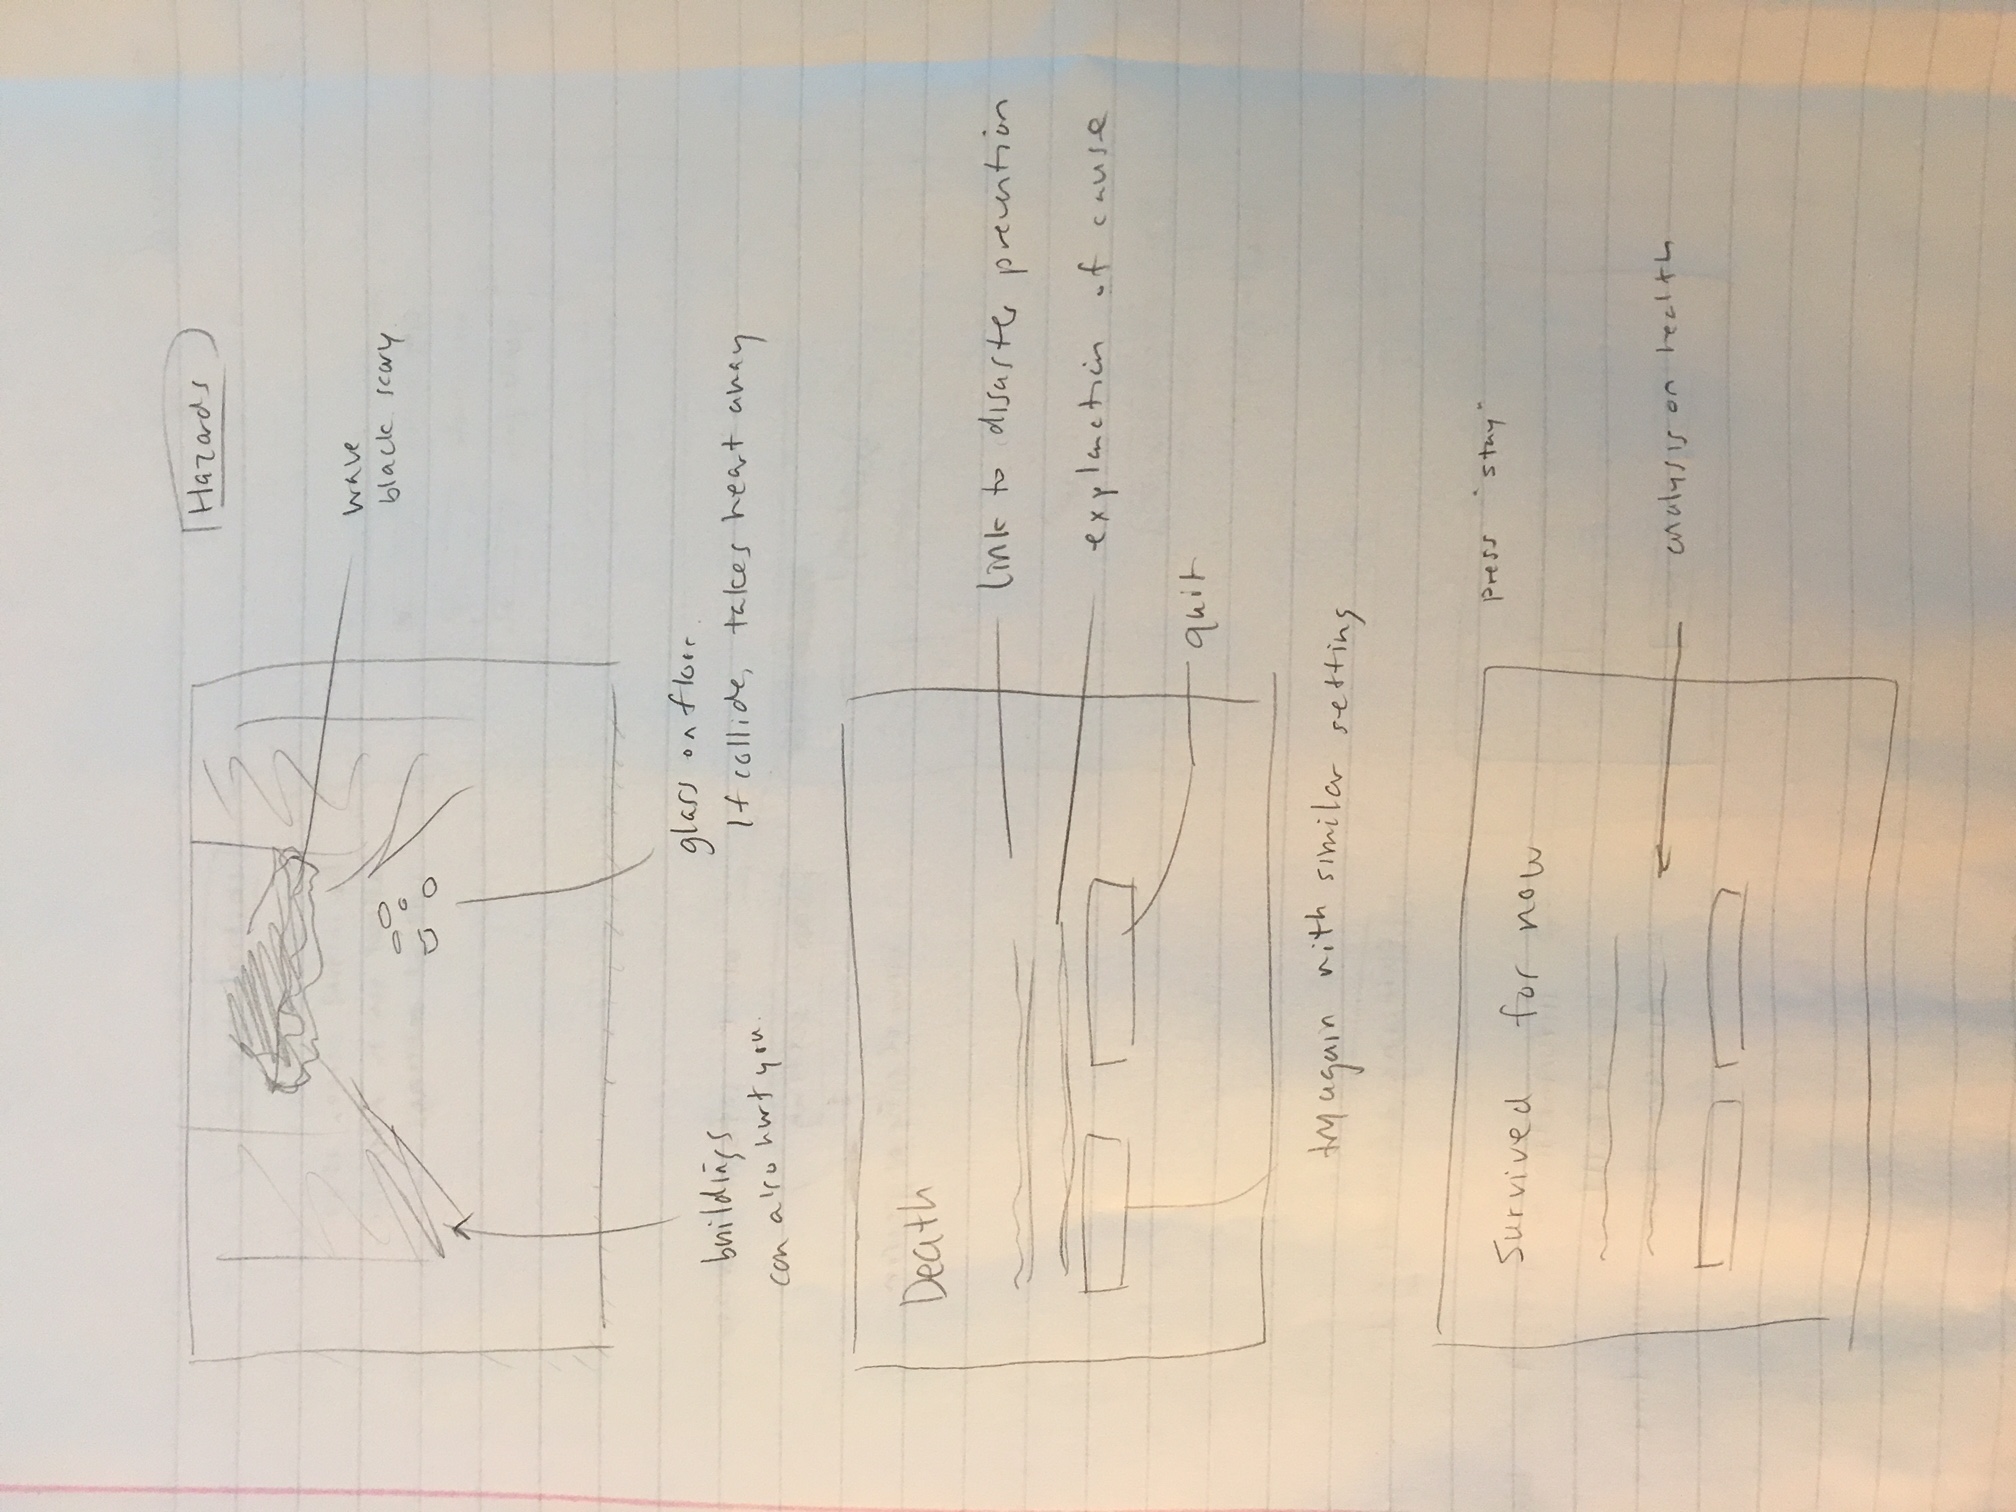 Hazards
wave
black scary
buildings
can also hurt you.
glass on floor.
If collide, takes heart away
Death
link to disaster prevention
explanation of cause
quit
try again with similar setting
Survived for now
press "stay"
analysis on health